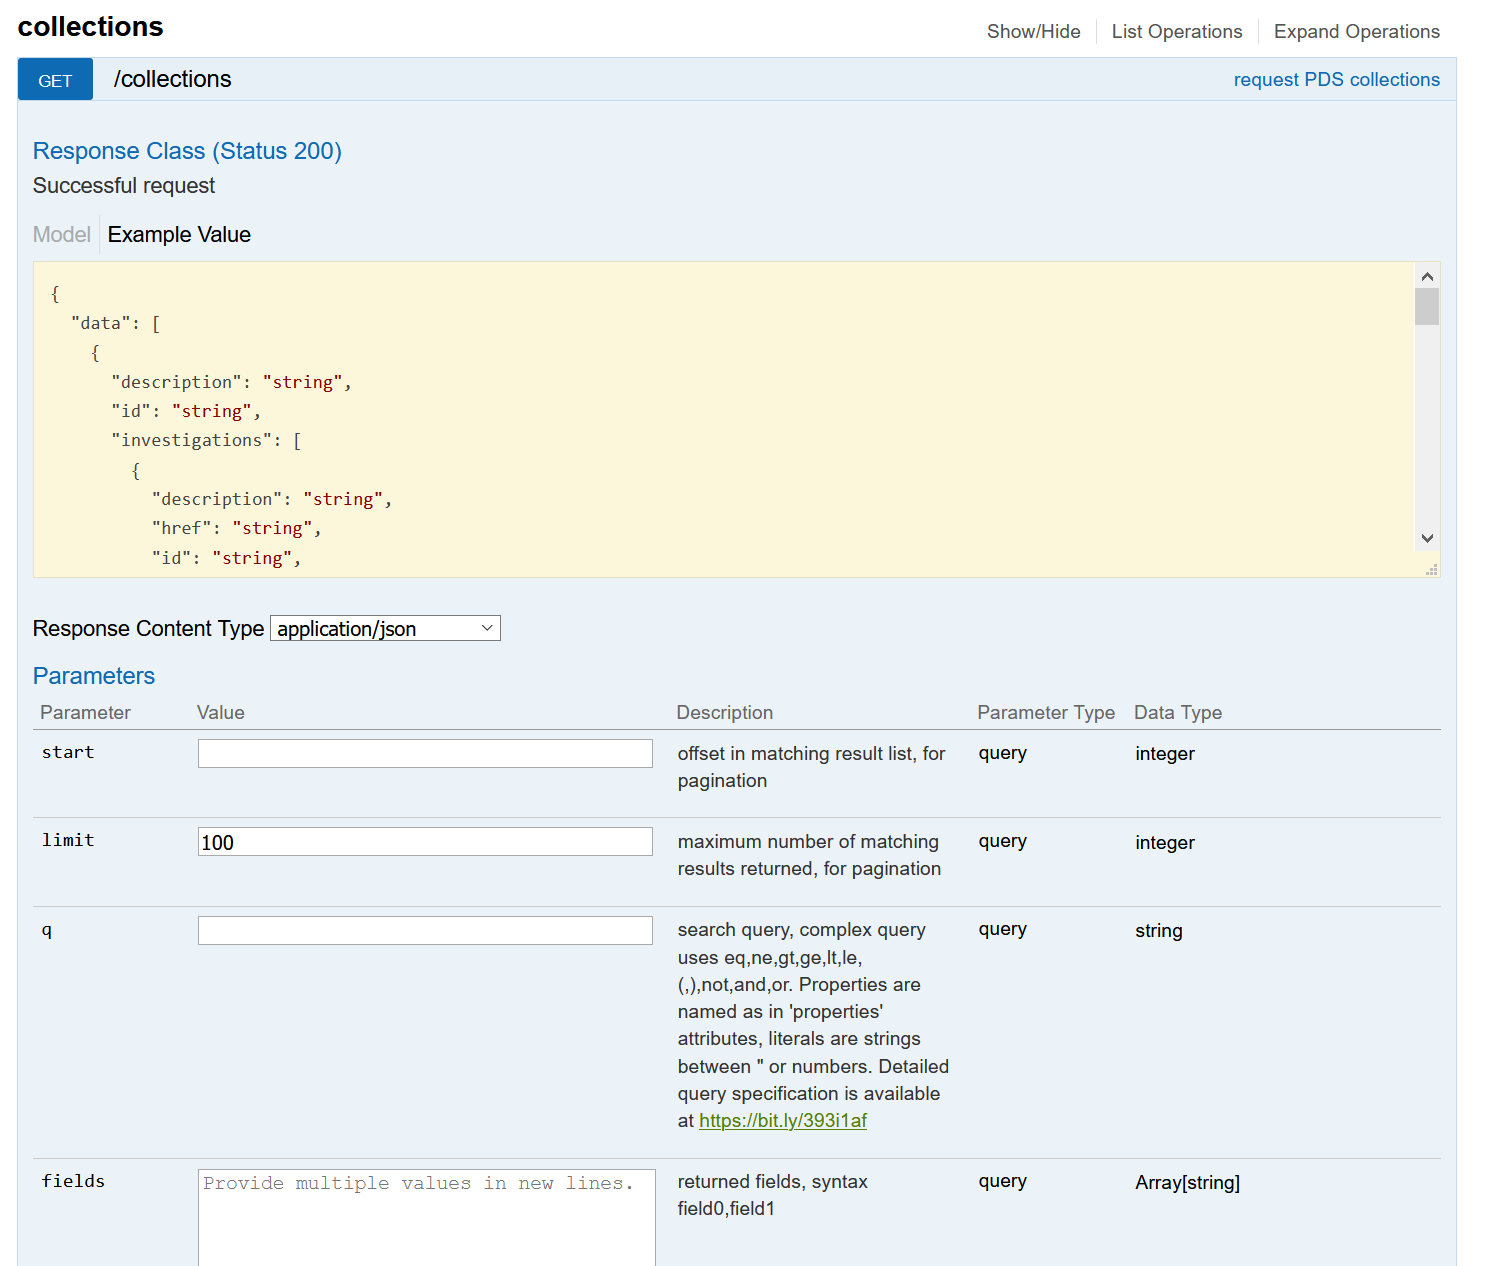 collections
Show/Hide
List Operations
Expand Operations
GET
/collections
request PDS collections
Response Class (Status 200)
Successful request
Model
Example Value
{
"data": [
{
"description": "string",
"id": "string",
"investigations": [
{
"description": "string",
"href": "string",
"id": "string",
Response Content Type
application/json
Parameters
Parameter
Value
Description
Parameter Type
Data Type
start
offset in matching result list, for
pagination
query
integer
limit
100
maximum number of matching
results returned, for pagination
query
integer
q
search query, complex query
uses eq,ne,gt,ge,lt,le,
(,),not,and,or. Properties are
named as in 'properties'
attributes, literals are strings
between " or numbers. Detailed
query specification is available
at https://bit.ly/393i1af
query
string
fields
Provide multiple values in new lines.
returned fields, syntax
field0,field1
query
Array[string]